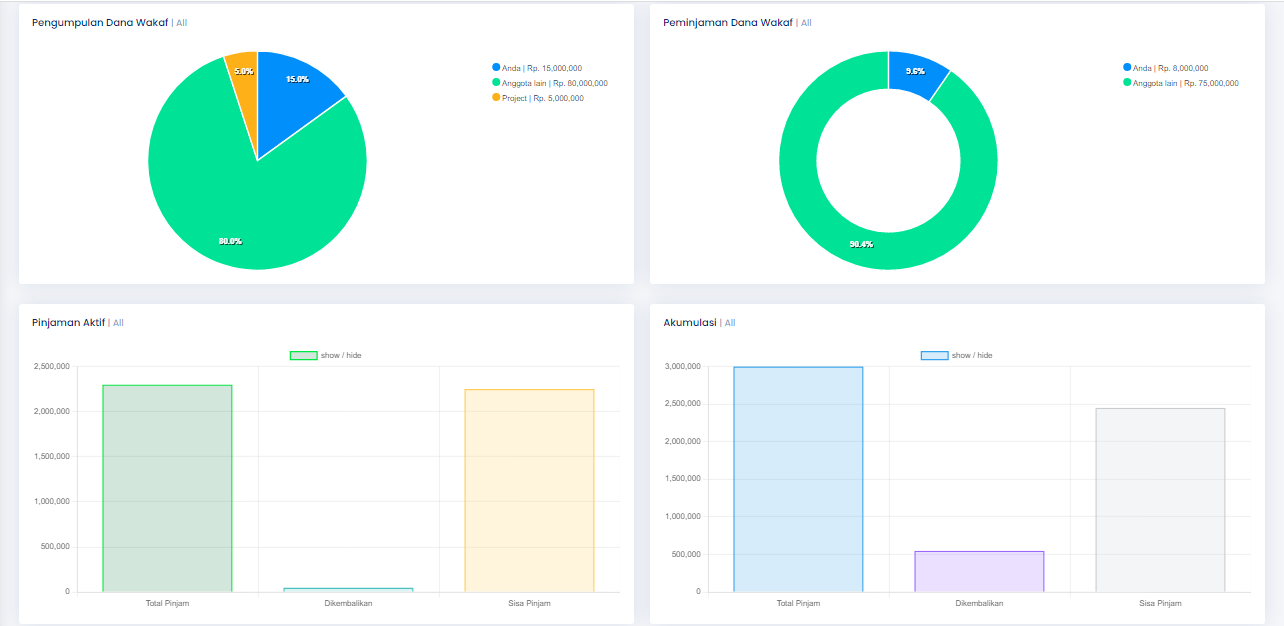 Pengumpulan Dana Wakaf | All
5.0%
15.0%
80.0%
Anda | Rp. 15,000,000
Anggota lain | Rp. 80,000,000
Project | Rp. 5,000,000
Peminjaman Dana Wakaf | All
9.6%
90.4%
Anda | Rp. 8,000,000
Anggota lain | Rp. 75,000,000
Pinjaman Aktif | All
show / hide
2,500,000
2,000,000
1,500,000
1,000,000
500,000
0
Total Pinjam
Dikembalikan
Sisa Pinjam
Akumulasi | All
show / hide
3,000,000
2,500,000
2,000,000
1,500,000
1,000,000
500,000
0
Total Pinjam
Dikembalikan
Sisa Pinjam